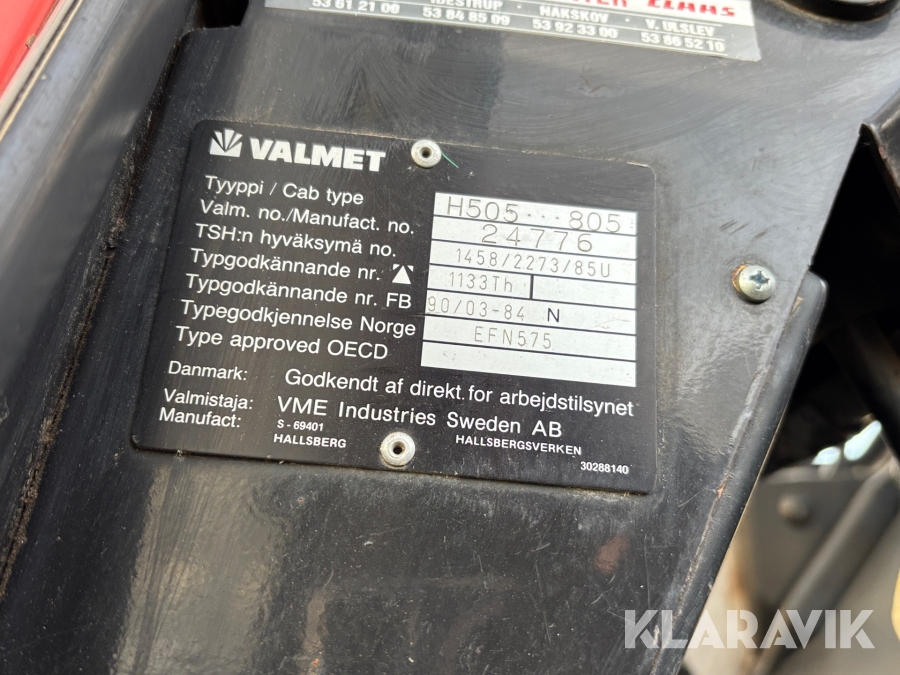 CLAAS
53 61 21 00 53 84 85 09 NAKSKOV · V. ULSLEV
53 92 33 00 53 86 52 10
VALMET
Tyyppi / Cab type H505...805
Valm. no./Manufact. no. 24776
TSH:n hyväksymä no. 1458/2273/85U
Typgodkännande nr. 1133Th
Typgodkännande nr. FB 90/03-84 N
Typegodkjennelse Norge EFN575
Type approved OECD
Danmark: Godkendt af direkt. for arbejdstilsynet
Valmistaja: VME Industries Sweden AB
Manufact: S-69401 HALLSBERG HALLSBERGSVERKEN
30288140
KLARAVIK